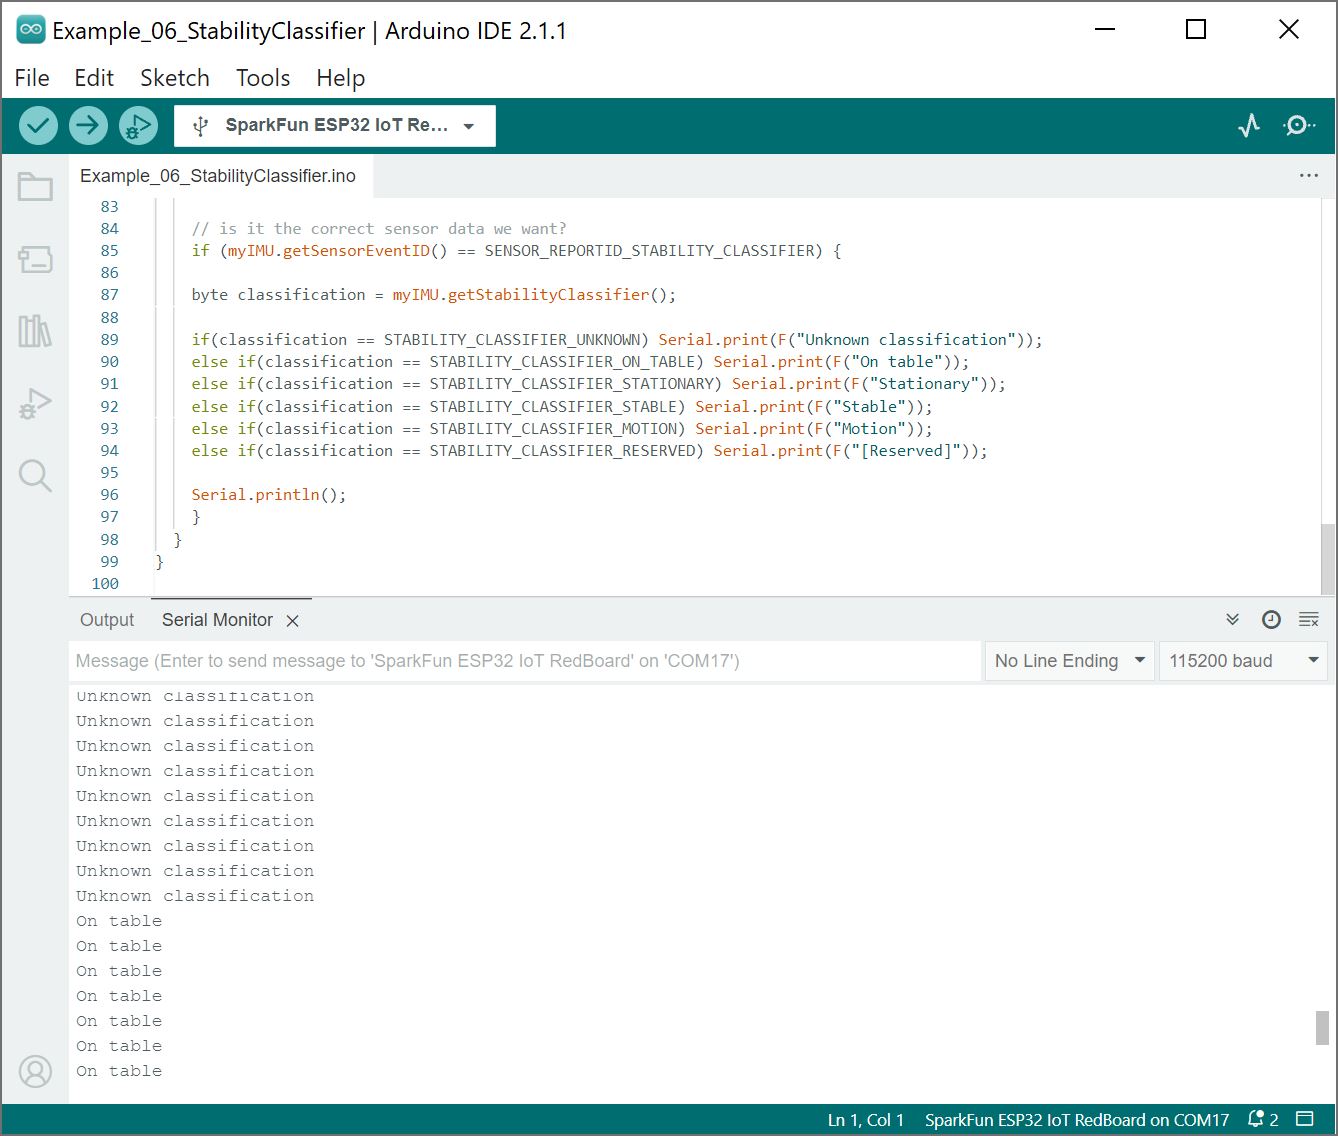 Example_06_StabilityClassifier | Arduino IDE 2.1.1
File Edit Sketch Tools Help
SparkFun ESP32 IoT Re...
Example_06_StabilityClassifier.ino
83
84 // is it the correct sensor data we want?
85 if (myIMU.getSensorEventID() == SENSOR_REPORTID_STABILITY_CLASSIFIER) {
86
87 byte classification = myIMU.getStabilityClassifier();
88
89 if(classification == STABILITY_CLASSIFIER_UNKNOWN) Serial.print(F("Unknown classification"));
90 else if(classification == STABILITY_CLASSIFIER_ON_TABLE) Serial.print(F("On table"));
91 else if(classification == STABILITY_CLASSIFIER_STATIONARY) Serial.print(F("Stationary"));
92 else if(classification == STABILITY_CLASSIFIER_STABLE) Serial.print(F("Stable"));
93 else if(classification == STABILITY_CLASSIFIER_MOTION) Serial.print(F("Motion"));
94 else if(classification == STABILITY_CLASSIFIER_RESERVED) Serial.print(F("[Reserved]"));
95
96 Serial.println();
97 }
98 }
99 }
100
Output Serial Monitor
Message (Enter to send message to 'SparkFun ESP32 IoT RedBoard' on 'COM17') No Line Ending 115200 baud
Unknown classification
Unknown classification
Unknown classification
Unknown classification
Unknown classification
Unknown classification
Unknown classification
Unknown classification
Unknown classification
On table
On table
On table
On table
On table
On table
On table
Ln 1, Col 1 SparkFun ESP32 IoT RedBoard on COM17 2